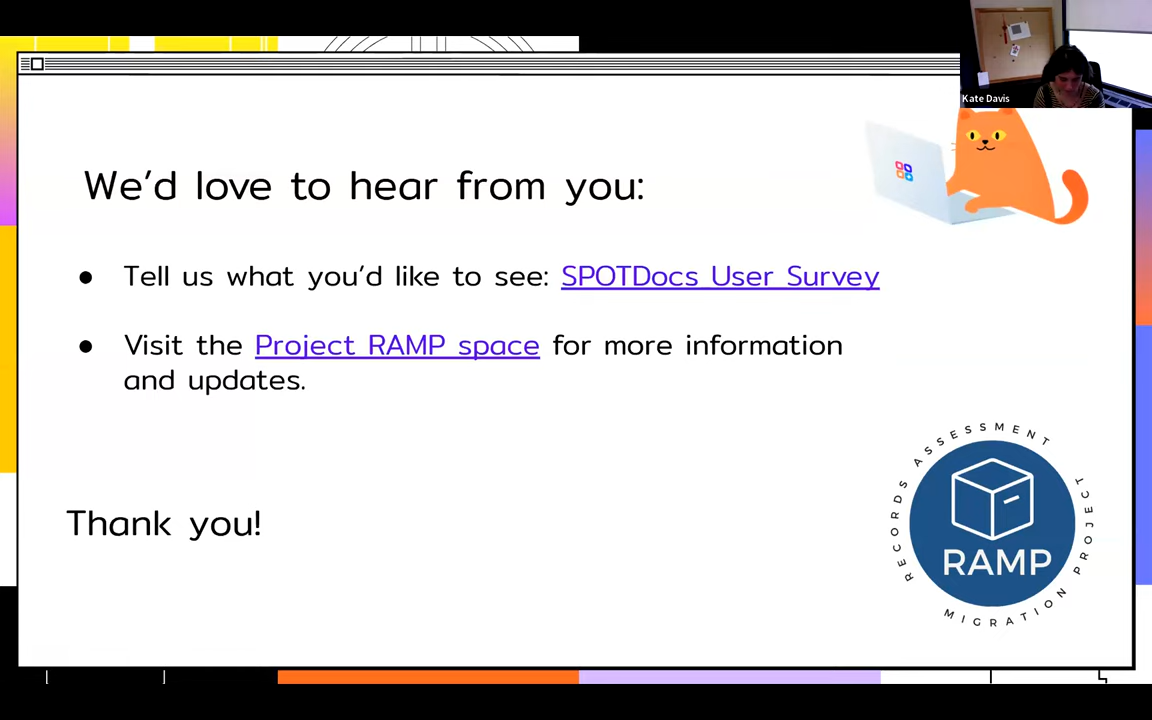 Kate Davis
We'd love to hear from you:
● Tell us what you'd like to see: SPOTDocs User Survey
● Visit the Project RAMP space for more information
and updates.
Thank you!
RECORDS ASSESSMENT
MIGRATION PROJECT
RAMP